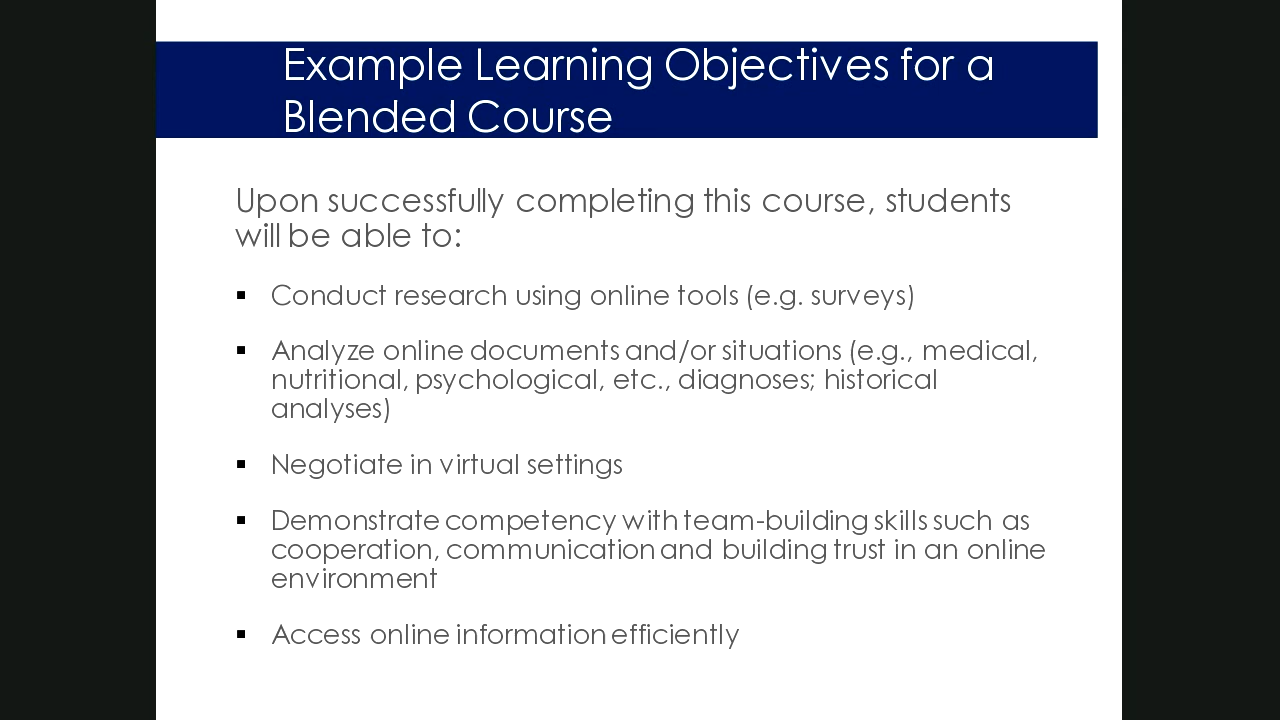 Example Learning Objectives for a
Blended Course
Upon successfully completing this course, students
will be able to:
▪ Conduct research using online tools (e.g. surveys)
▪ Analyze online documents and/or situations (e.g., medical,
nutritional, psychological, etc., diagnoses; historical
analyses)
▪ Negotiate in virtual settings
▪ Demonstrate competency with team-building skills such as
cooperation, communication and building trust in an online
environment
▪ Access online information efficiently